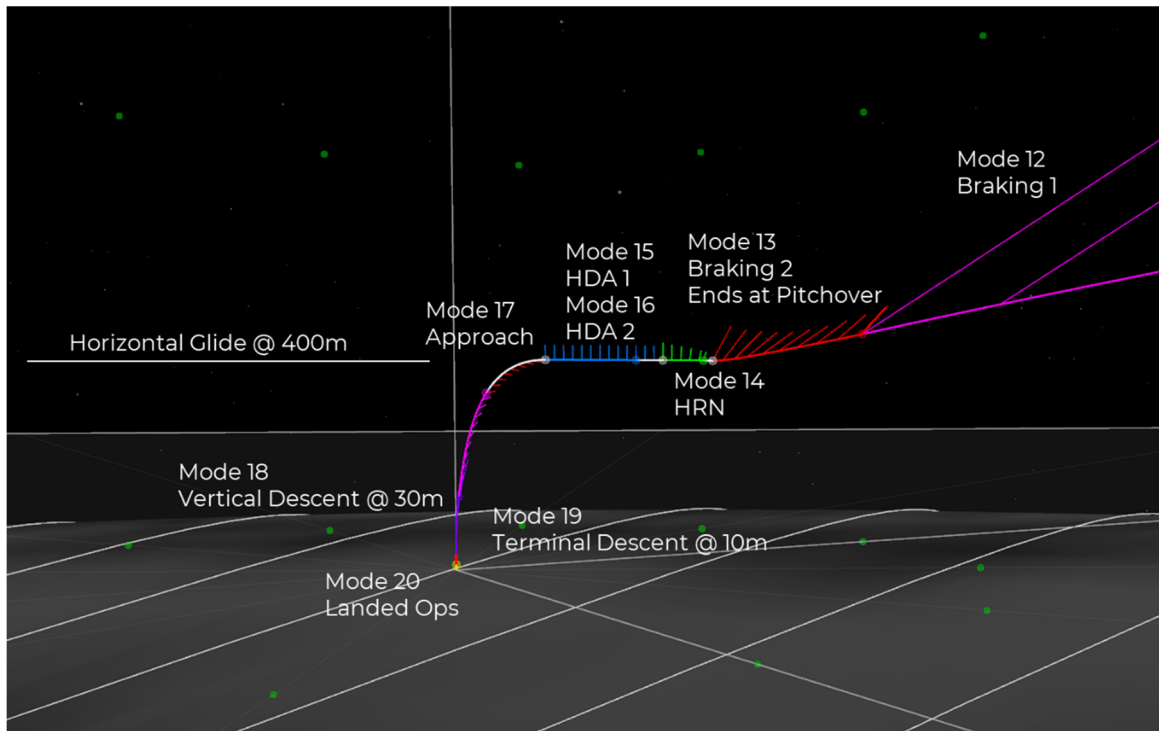 Mode 12
Braking 1
Mode 13
Braking 2
Ends at Pitchover
Mode 15
HDA 1
Mode 16
HDA 2
Mode 17
Approach
Horizontal Glide @ 400m
Mode 14
HRN
Mode 18
Vertical Descent @ 30m
Mode 19
Terminal Descent @ 10m
Mode 20
Landed Ops